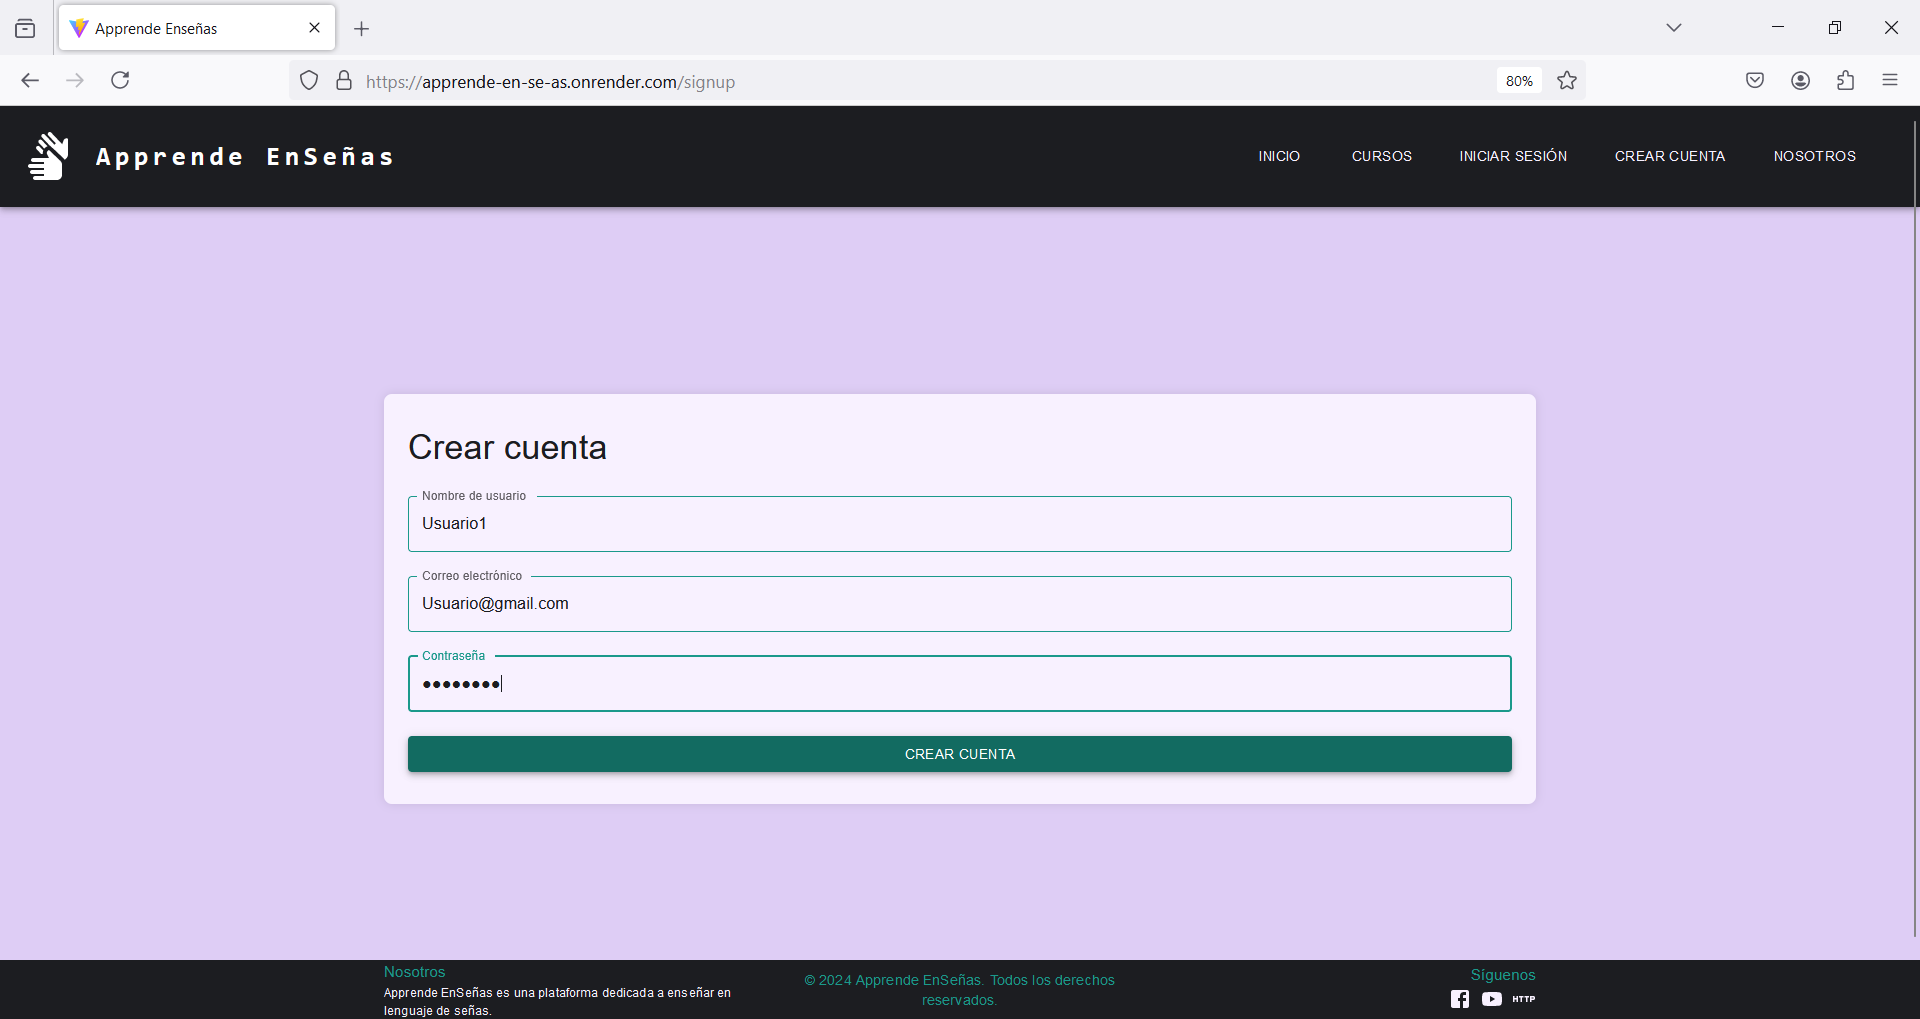 Apprende Enseñas
https://apprende-en-se-as.onrender.com/signup
80%
Apprende EnSeñas
INICIO
CURSOS
INICIAR SESIÓN
CREAR CUENTA
NOSOTROS
Crear cuenta
Nombre de usuario
Usuario1
Correo electrónico
Usuario@gmail.com
Contraseña
••••••••
CREAR CUENTA
Nosotros
Apprende EnSeñas es una plataforma dedicada a enseñar en
lenguaje de señas.
© 2024 Apprende EnSeñas. Todos los derechos
reservados.
Síguenos
HTTP